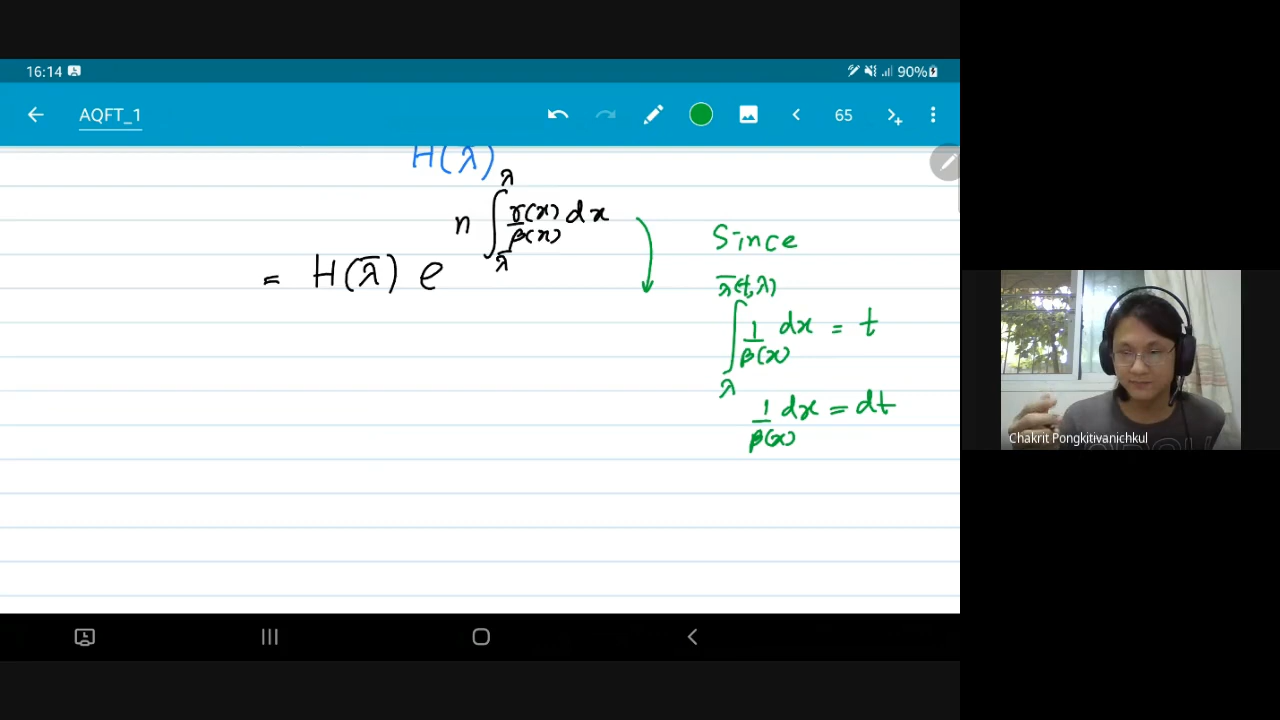 16:14 90%
AQFT_1 65
H(λ̄)
= H(λ̄) e^{n ∫_{λ̄}^{λ} γ(x)/β(x) dx}
Since
∫_{λ}^{λ̄(t,λ)} 1/β(x) dx = t
1/β(x) dx = dt
Chakrit Pongkitivanichkul